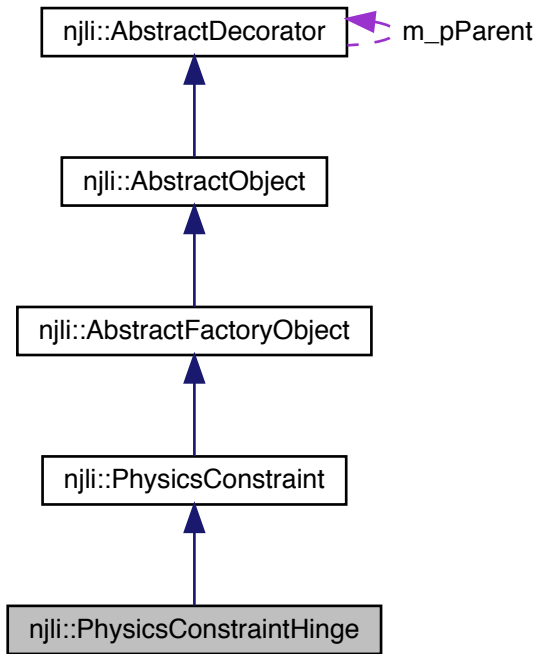 njli::AbstractDecorator
m_pParent
njli::AbstractObject
njli::AbstractFactoryObject
njli::PhysicsConstraint
njli::PhysicsConstraintHinge